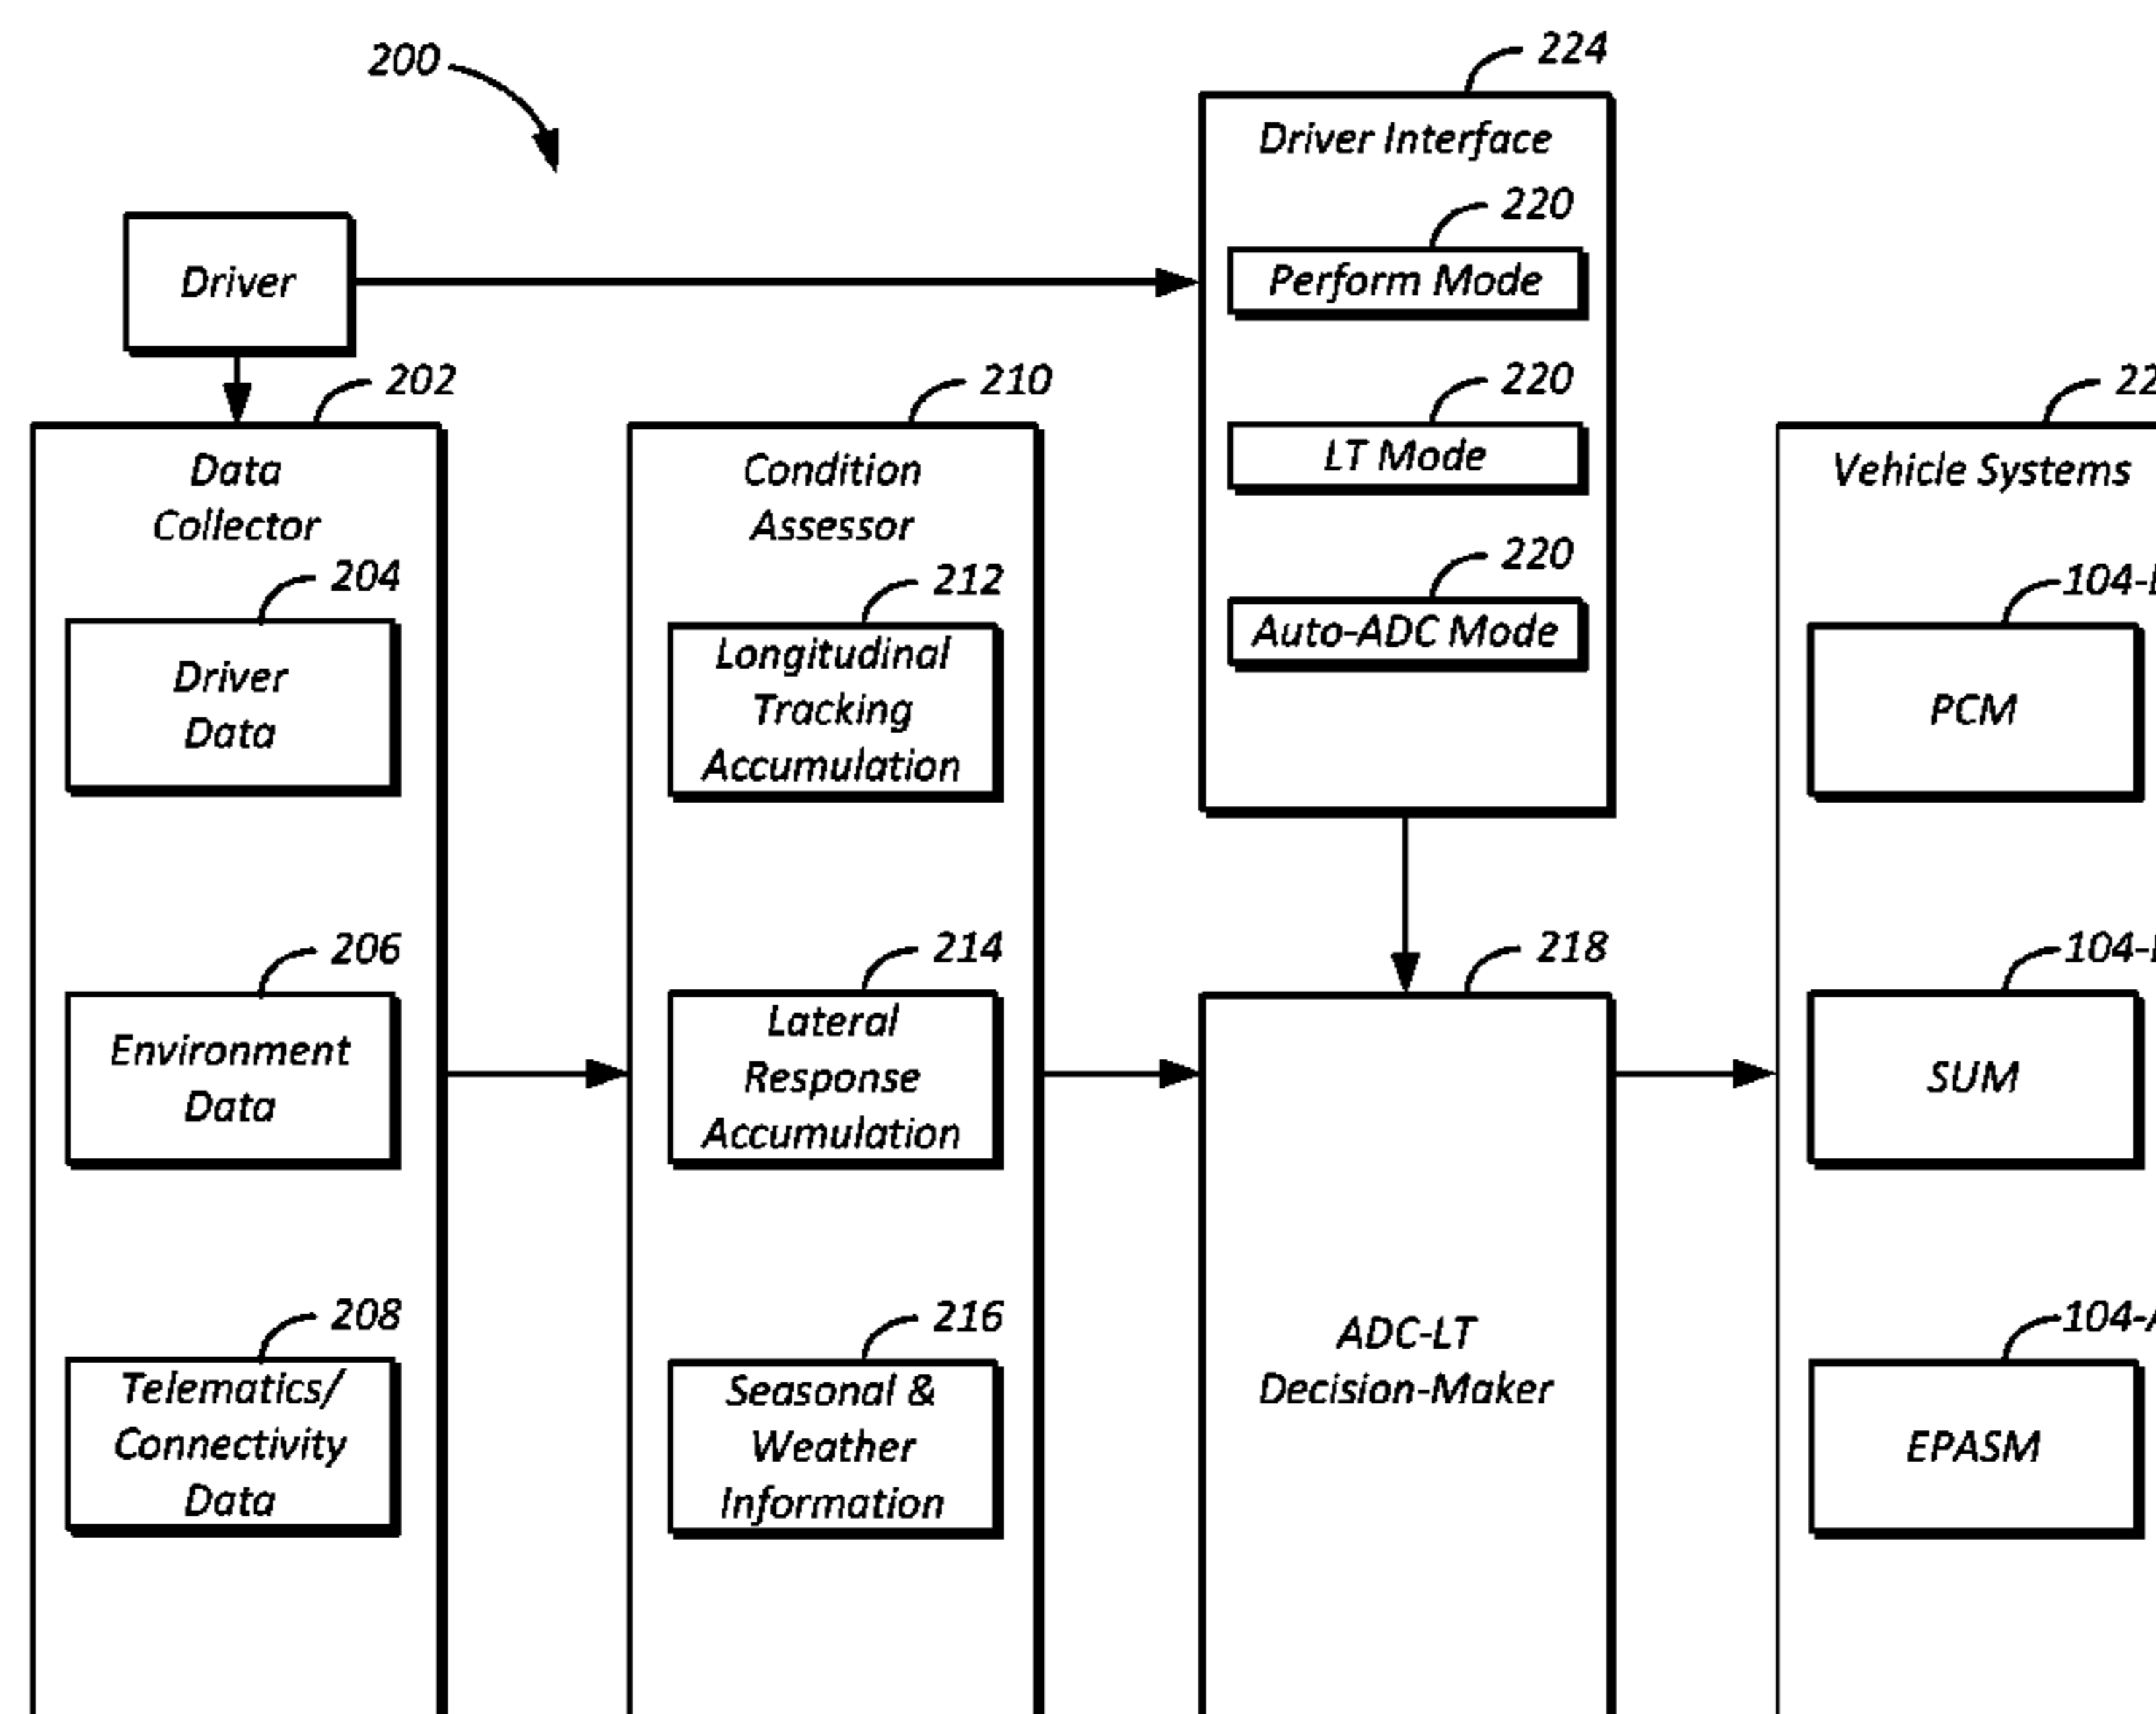 200
224
Driver Interface
220
Perform Mode
Driver
202
210
220
LT Mode
Data
Collector
Condition
Assessor
Vehicle Systems
204
212
220
Auto-ADC Mode
Driver
Data
Longitudinal
Tracking
Accumulation
PCM
206
214
218
Environment
Data
Lateral
Response
Accumulation
SUM
208
216
104-A
Telematics/
Connectivity
Data
Seasonal &
Weather
Information
ADC-LT
Decision-Maker
EPASM